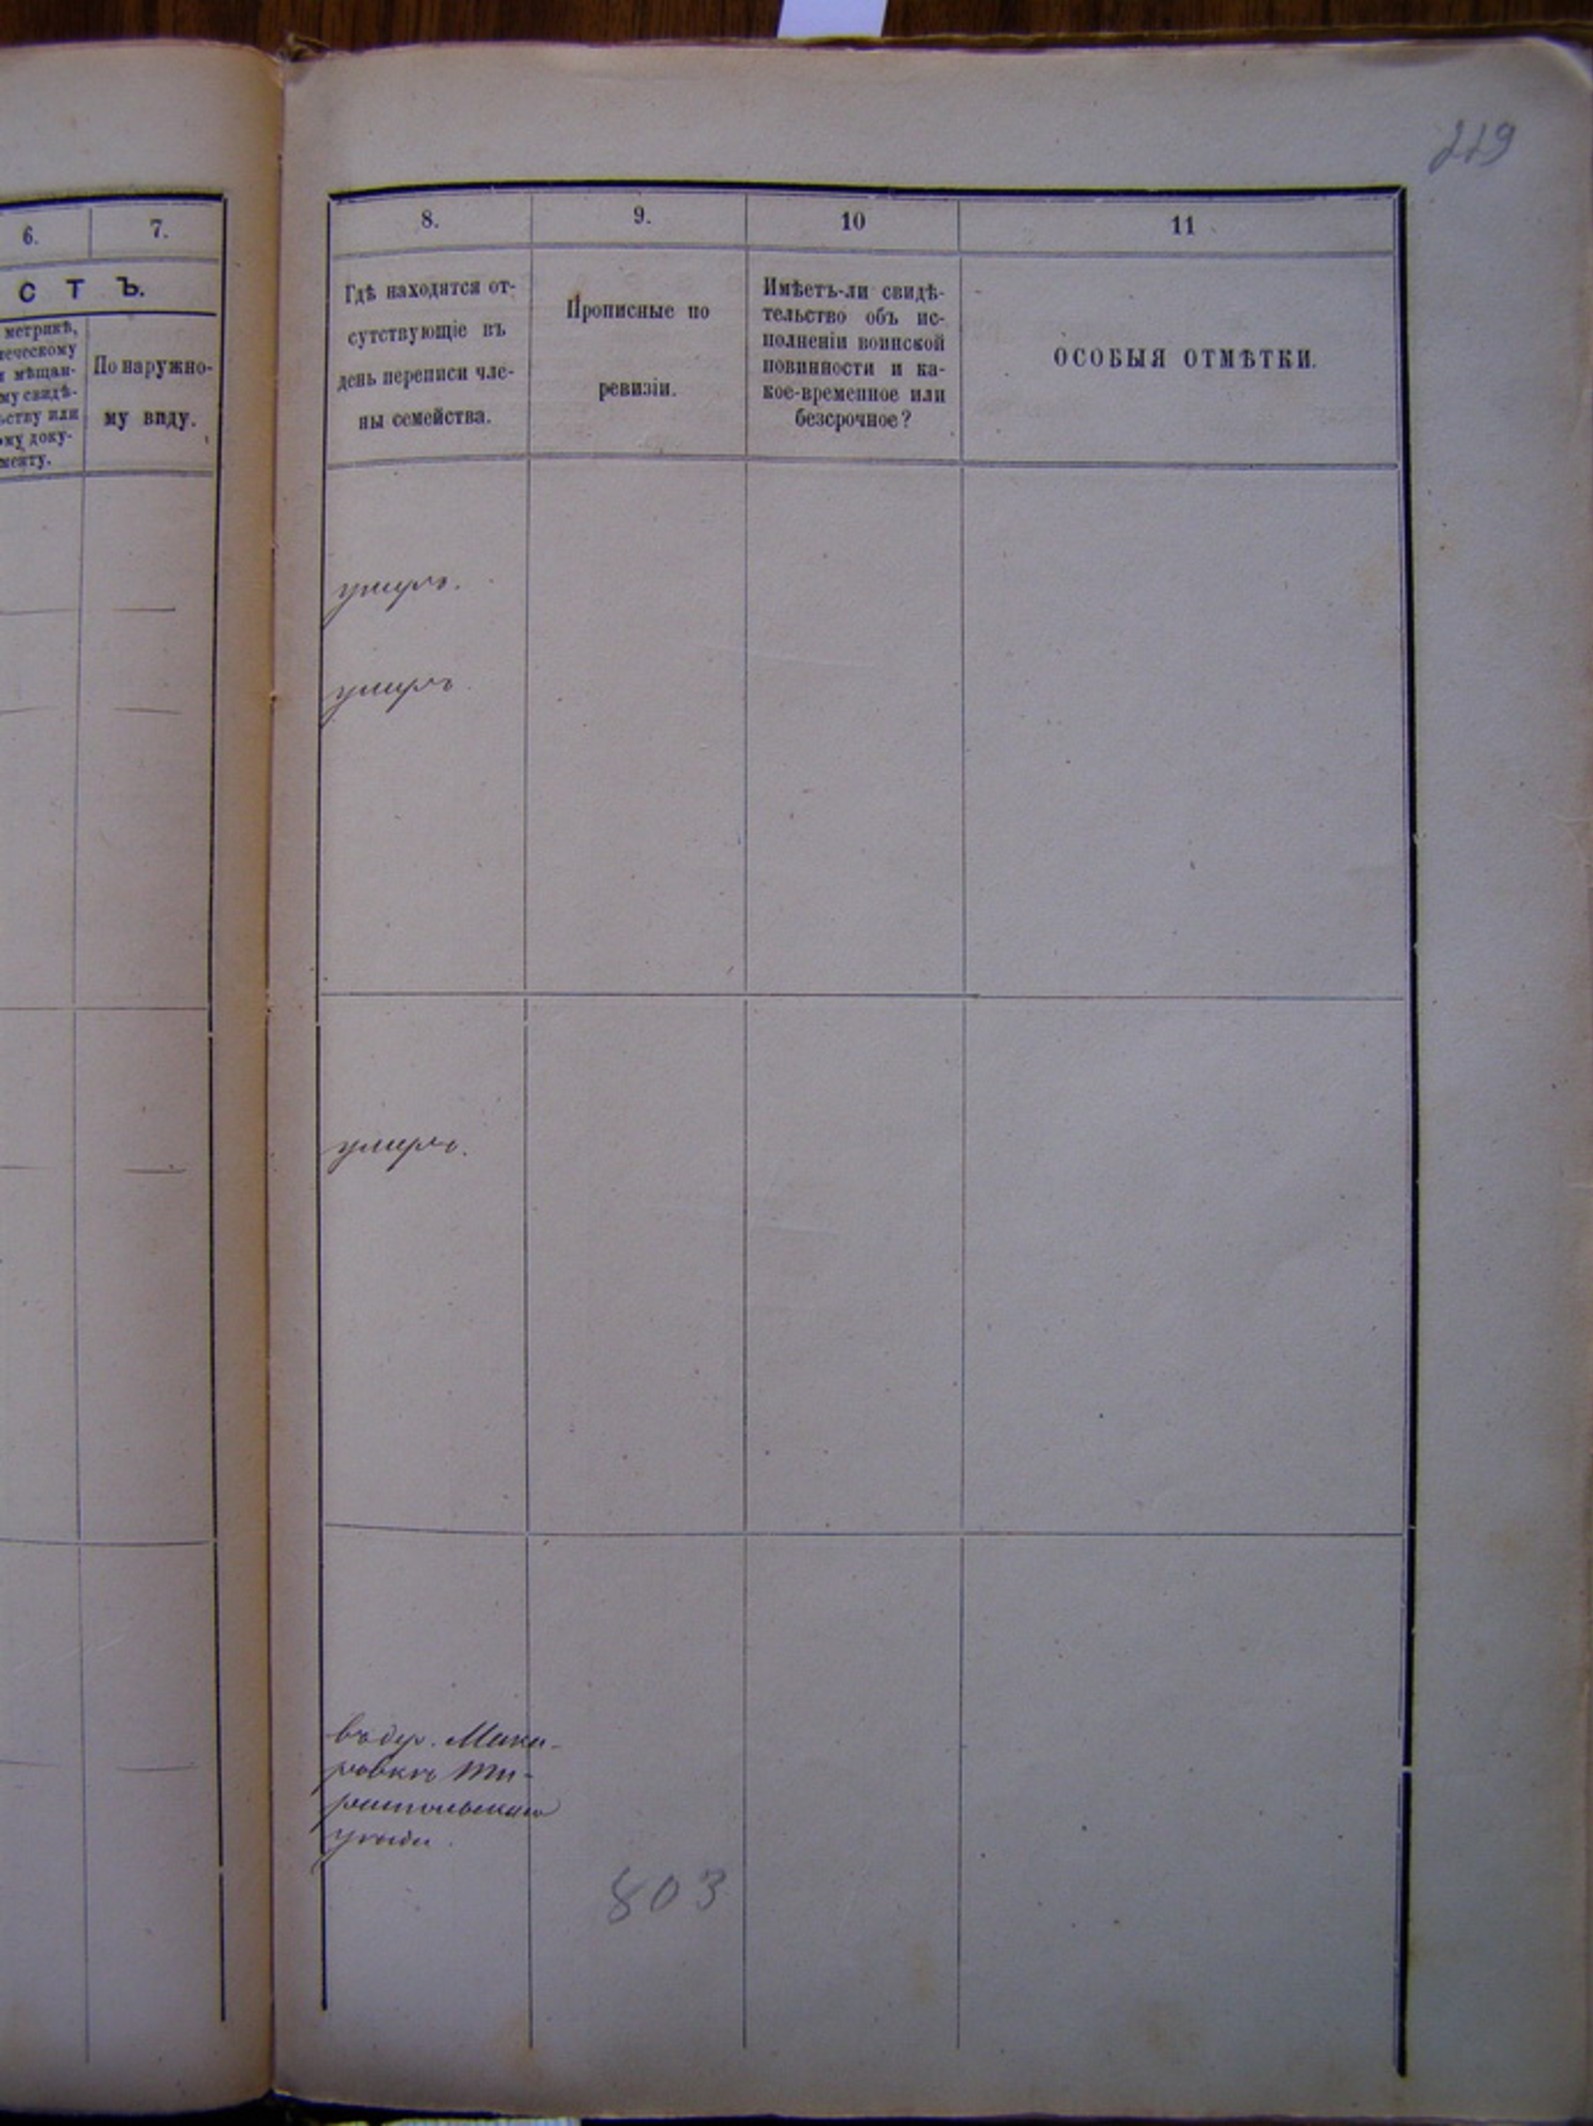 229
6.
7.
СТЪ.
метрикѣ,
ческому
мѣщан-
му свидѣ-
ству или
ому доку-
менту.
По наружно-
му виду.
8.
9.
10
11
Гдѣ находятся от-
сутствующіе въ
день переписи чле-
ны семейства.
Прописные по
ревизіи.
Имѣетъ-ли свидѣ-
тельство объ ис-
полненіи воинской
повинности и ка-
кое-временное или
безсрочное?
ОСОБЫЯ ОТМѢТКИ.
умеръ.
умеръ.
умеръ.
въ дер. Мака-
ровкѣ Ти-
распольскаго
уѣзда.
803